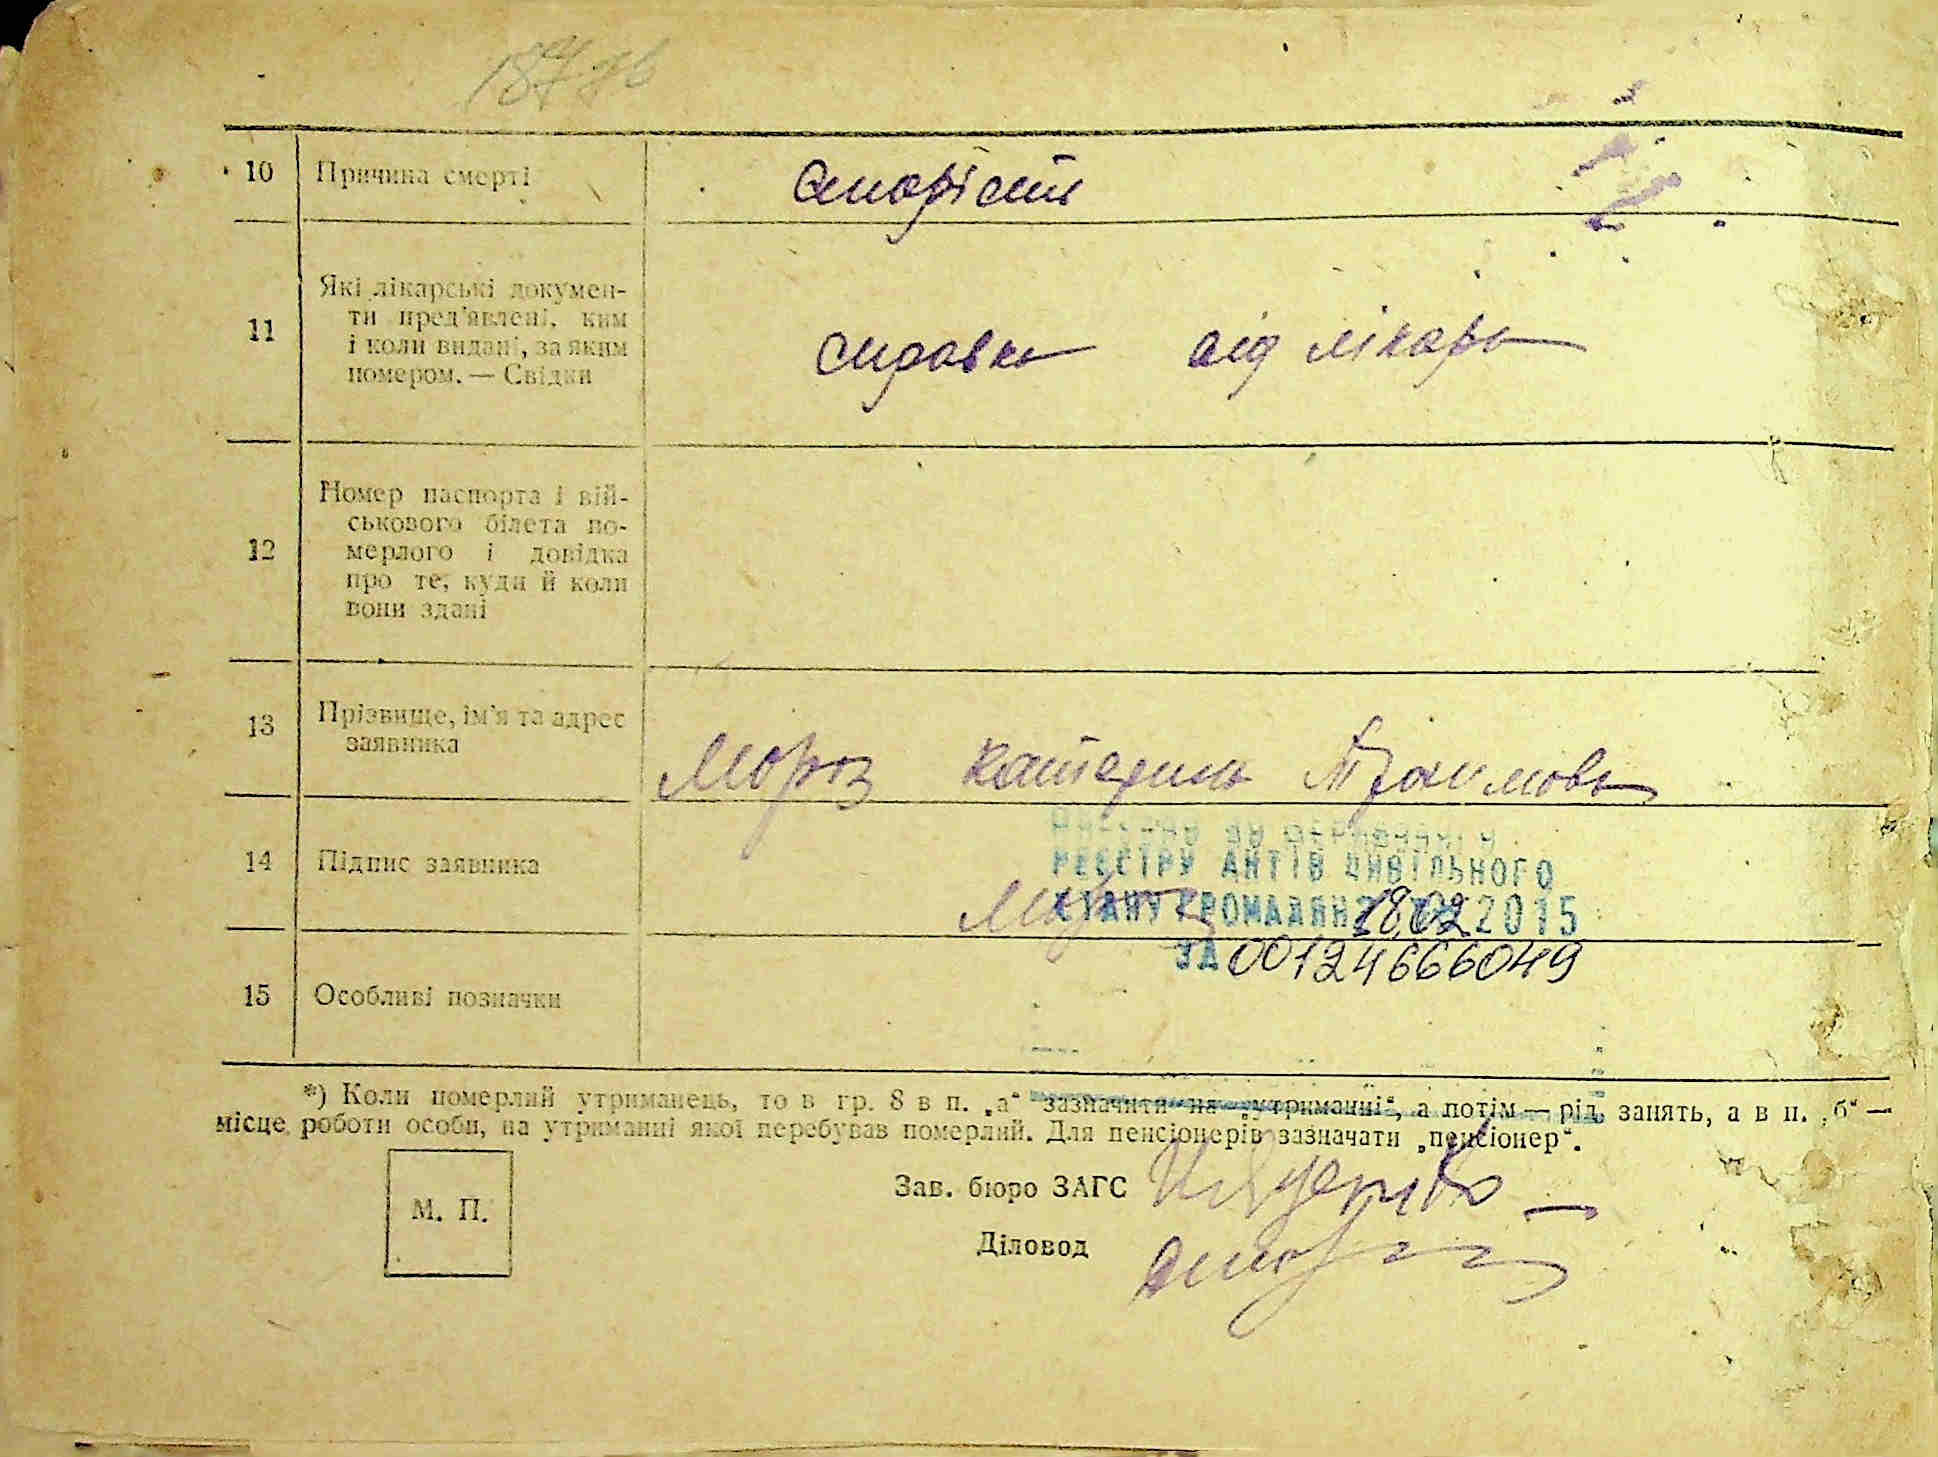 10 Причина смерті старість
11 Які лікарські докумен-
ти пред'явлені, ким
і коли видані, за яким
номером. — Свідки
справка від лікаря
12 Номер паспорта і вій-
ськового білета по-
мерлого і довідка
про те, куди й коли
вони здані
13 Прізвище, ім'я та адрес
заявника
Мороз Катерина
РЕЄСТРУ АКТІВ ЦИВІЛЬНОГО
14 Підпис заявника
СТАНУ ГРОМАДЯН 18.02 2015
ЗА 00124666049
15 Особливі позначки
*) Коли померлий утриманець, то в гр. 8 в п. „а" зазначити на „утриманні", а потім — рід занять, а в п. „б" —
місце роботи особи, на утриманні якої перебував померлий. Для пенсіонерів зазначати „пенсіонер".
М. П.
Зав. бюро ЗАГС
Діловод